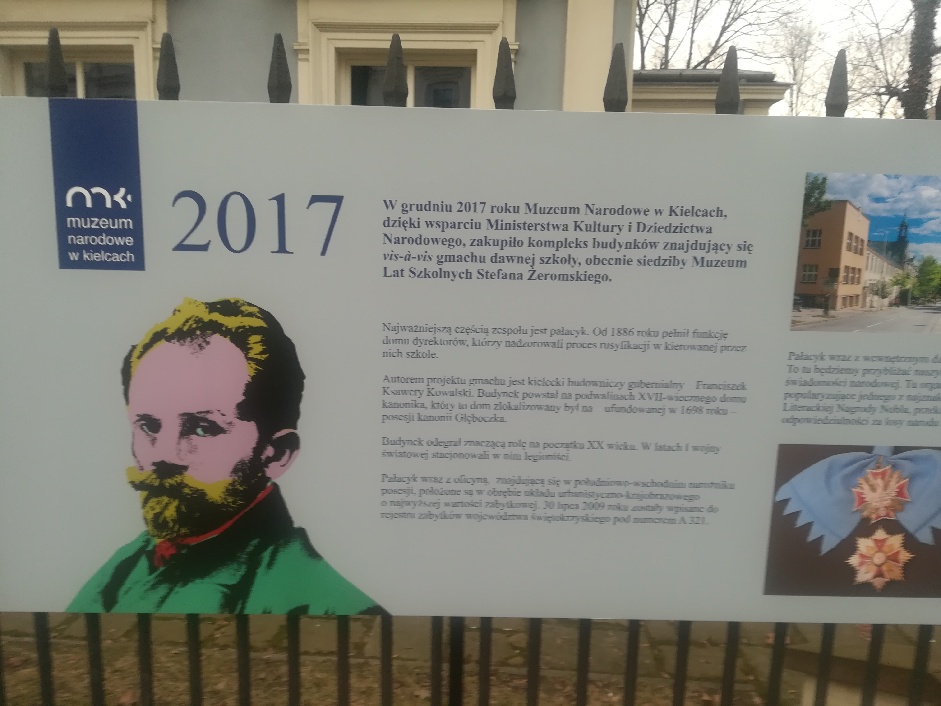 mnk
muzeum
narodowe
w kielcach
2017
W grudniu 2017 roku Muzeum Narodowe w Kielcach,
dzięki wsparciu Ministerstwa Kultury i Dziedzictwa
Narodowego, zakupiło kompleks budynków znajdujący się
vis-à-vis gmachu dawnej szkoły, obecnie siedziby Muzeum
Lat Szkolnych Stefana Żeromskiego.
Najważniejszą częścią zespołu jest pałacyk. Od 1886 roku pełnił funkcję
domu dyrektorów, którzy nadzorowali proces rusyfikacji w kierowanej przez
nich szkole.
Autorem projektu gmachu jest kielecki budowniczy gubernialny Franciszek
Ksawery Kowalski. Budynek powstał na podwalinach XVII-wiecznego domu
kanonika, który to dom zlokalizowany był na ufundowanej w 1698 roku –
posesji kanonii Głęboczka.
Budynek odegrał znaczącą rolę na początku XX wieku. W latach I wojny
światowej stacjonowali w nim legioniści.
Pałacyk wraz z oficyną, znajdującą się w południowo-wschodnim narożniku
posesji, położone są w obrębie układu urbanistyczno-krajobrazowego
o najwyższej wartości zabytkowej. 30 lipca 2009 roku zostały wpisane do
rejestru zabytków województwa świętokrzyskiego pod numerem A 321.
Pałacyk wraz z wewnętrznym
To tu będziemy przybliżać
świadomości narodowej. Tu
popularyzujące jednego z
Literackiej Nagrody Nobla,
odpowiedzialności za losy